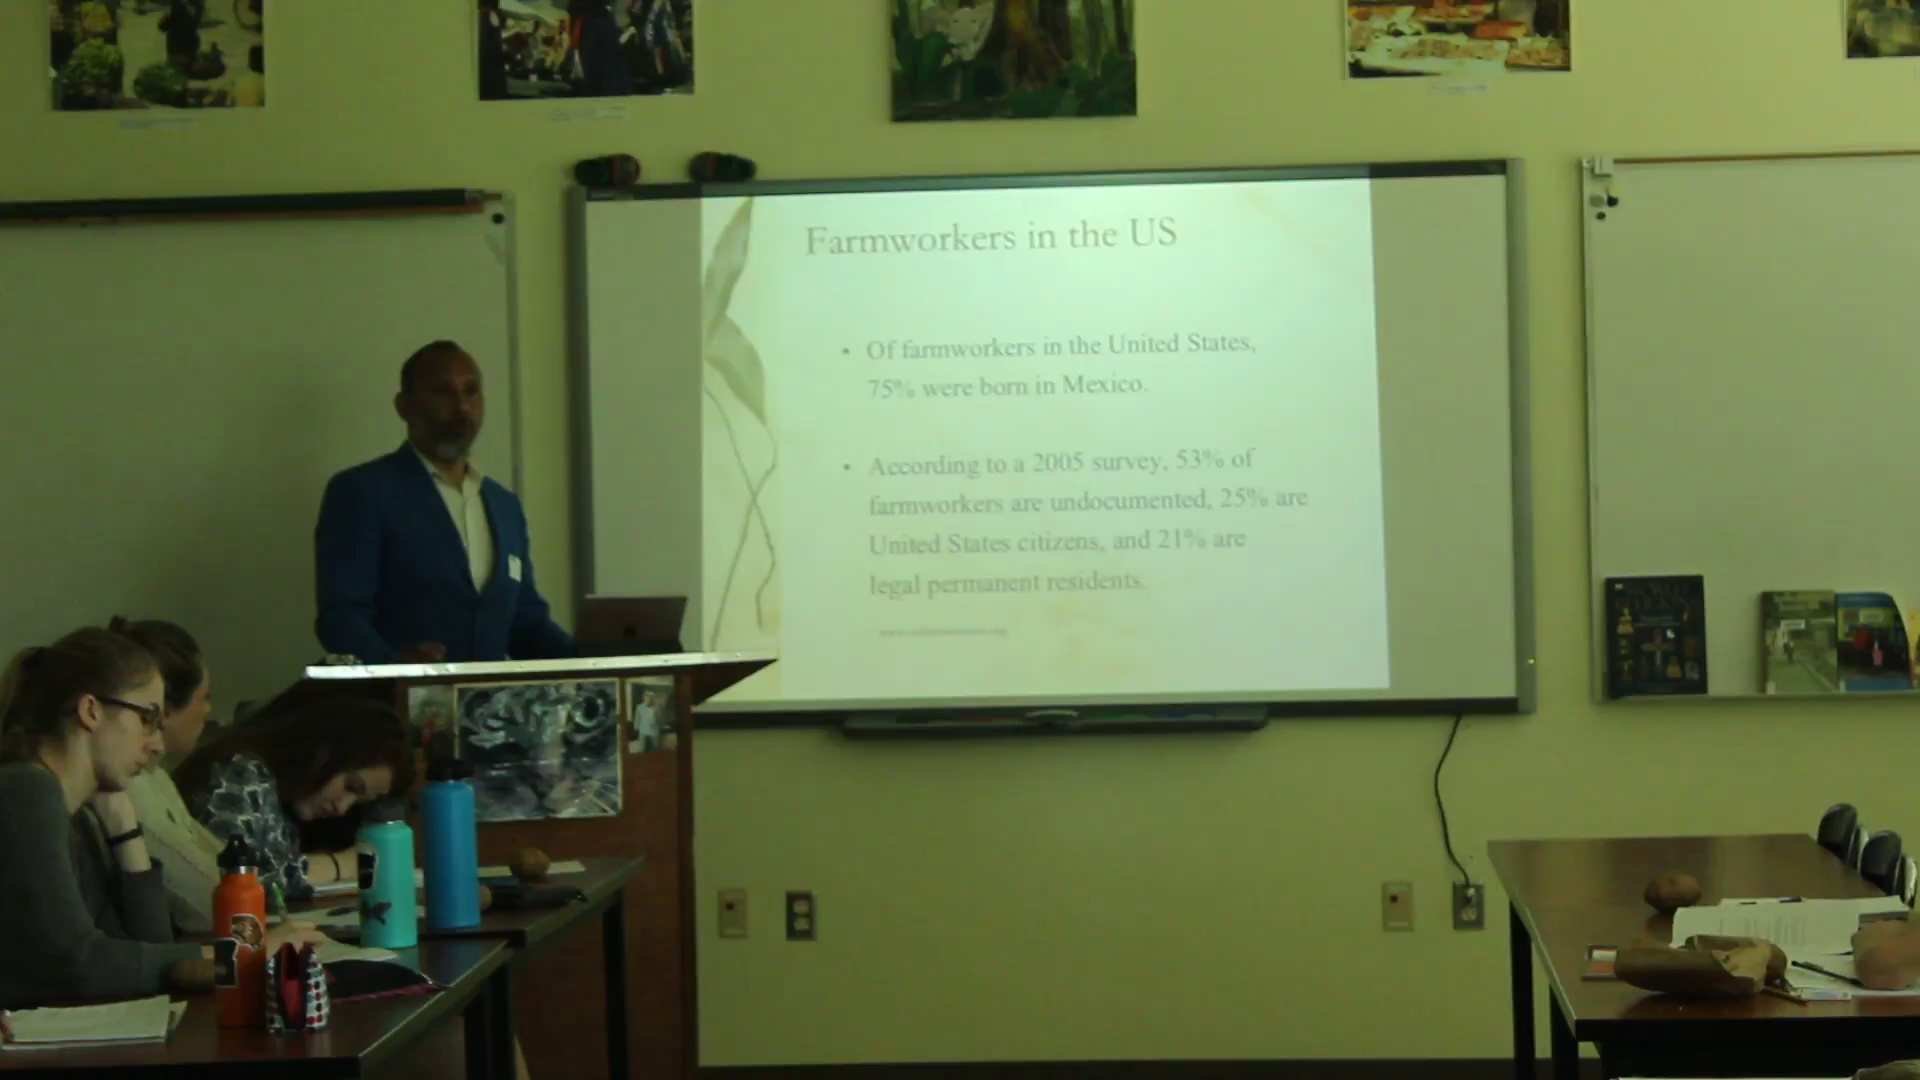 Farmworkers in the US
• Of farmworkers in the United States,
75% were born in Mexico.
• According to a 2005 survey, 53% of
farmworkers are undocumented, 25% are
United States citizens, and 21% are
legal permanent residents.